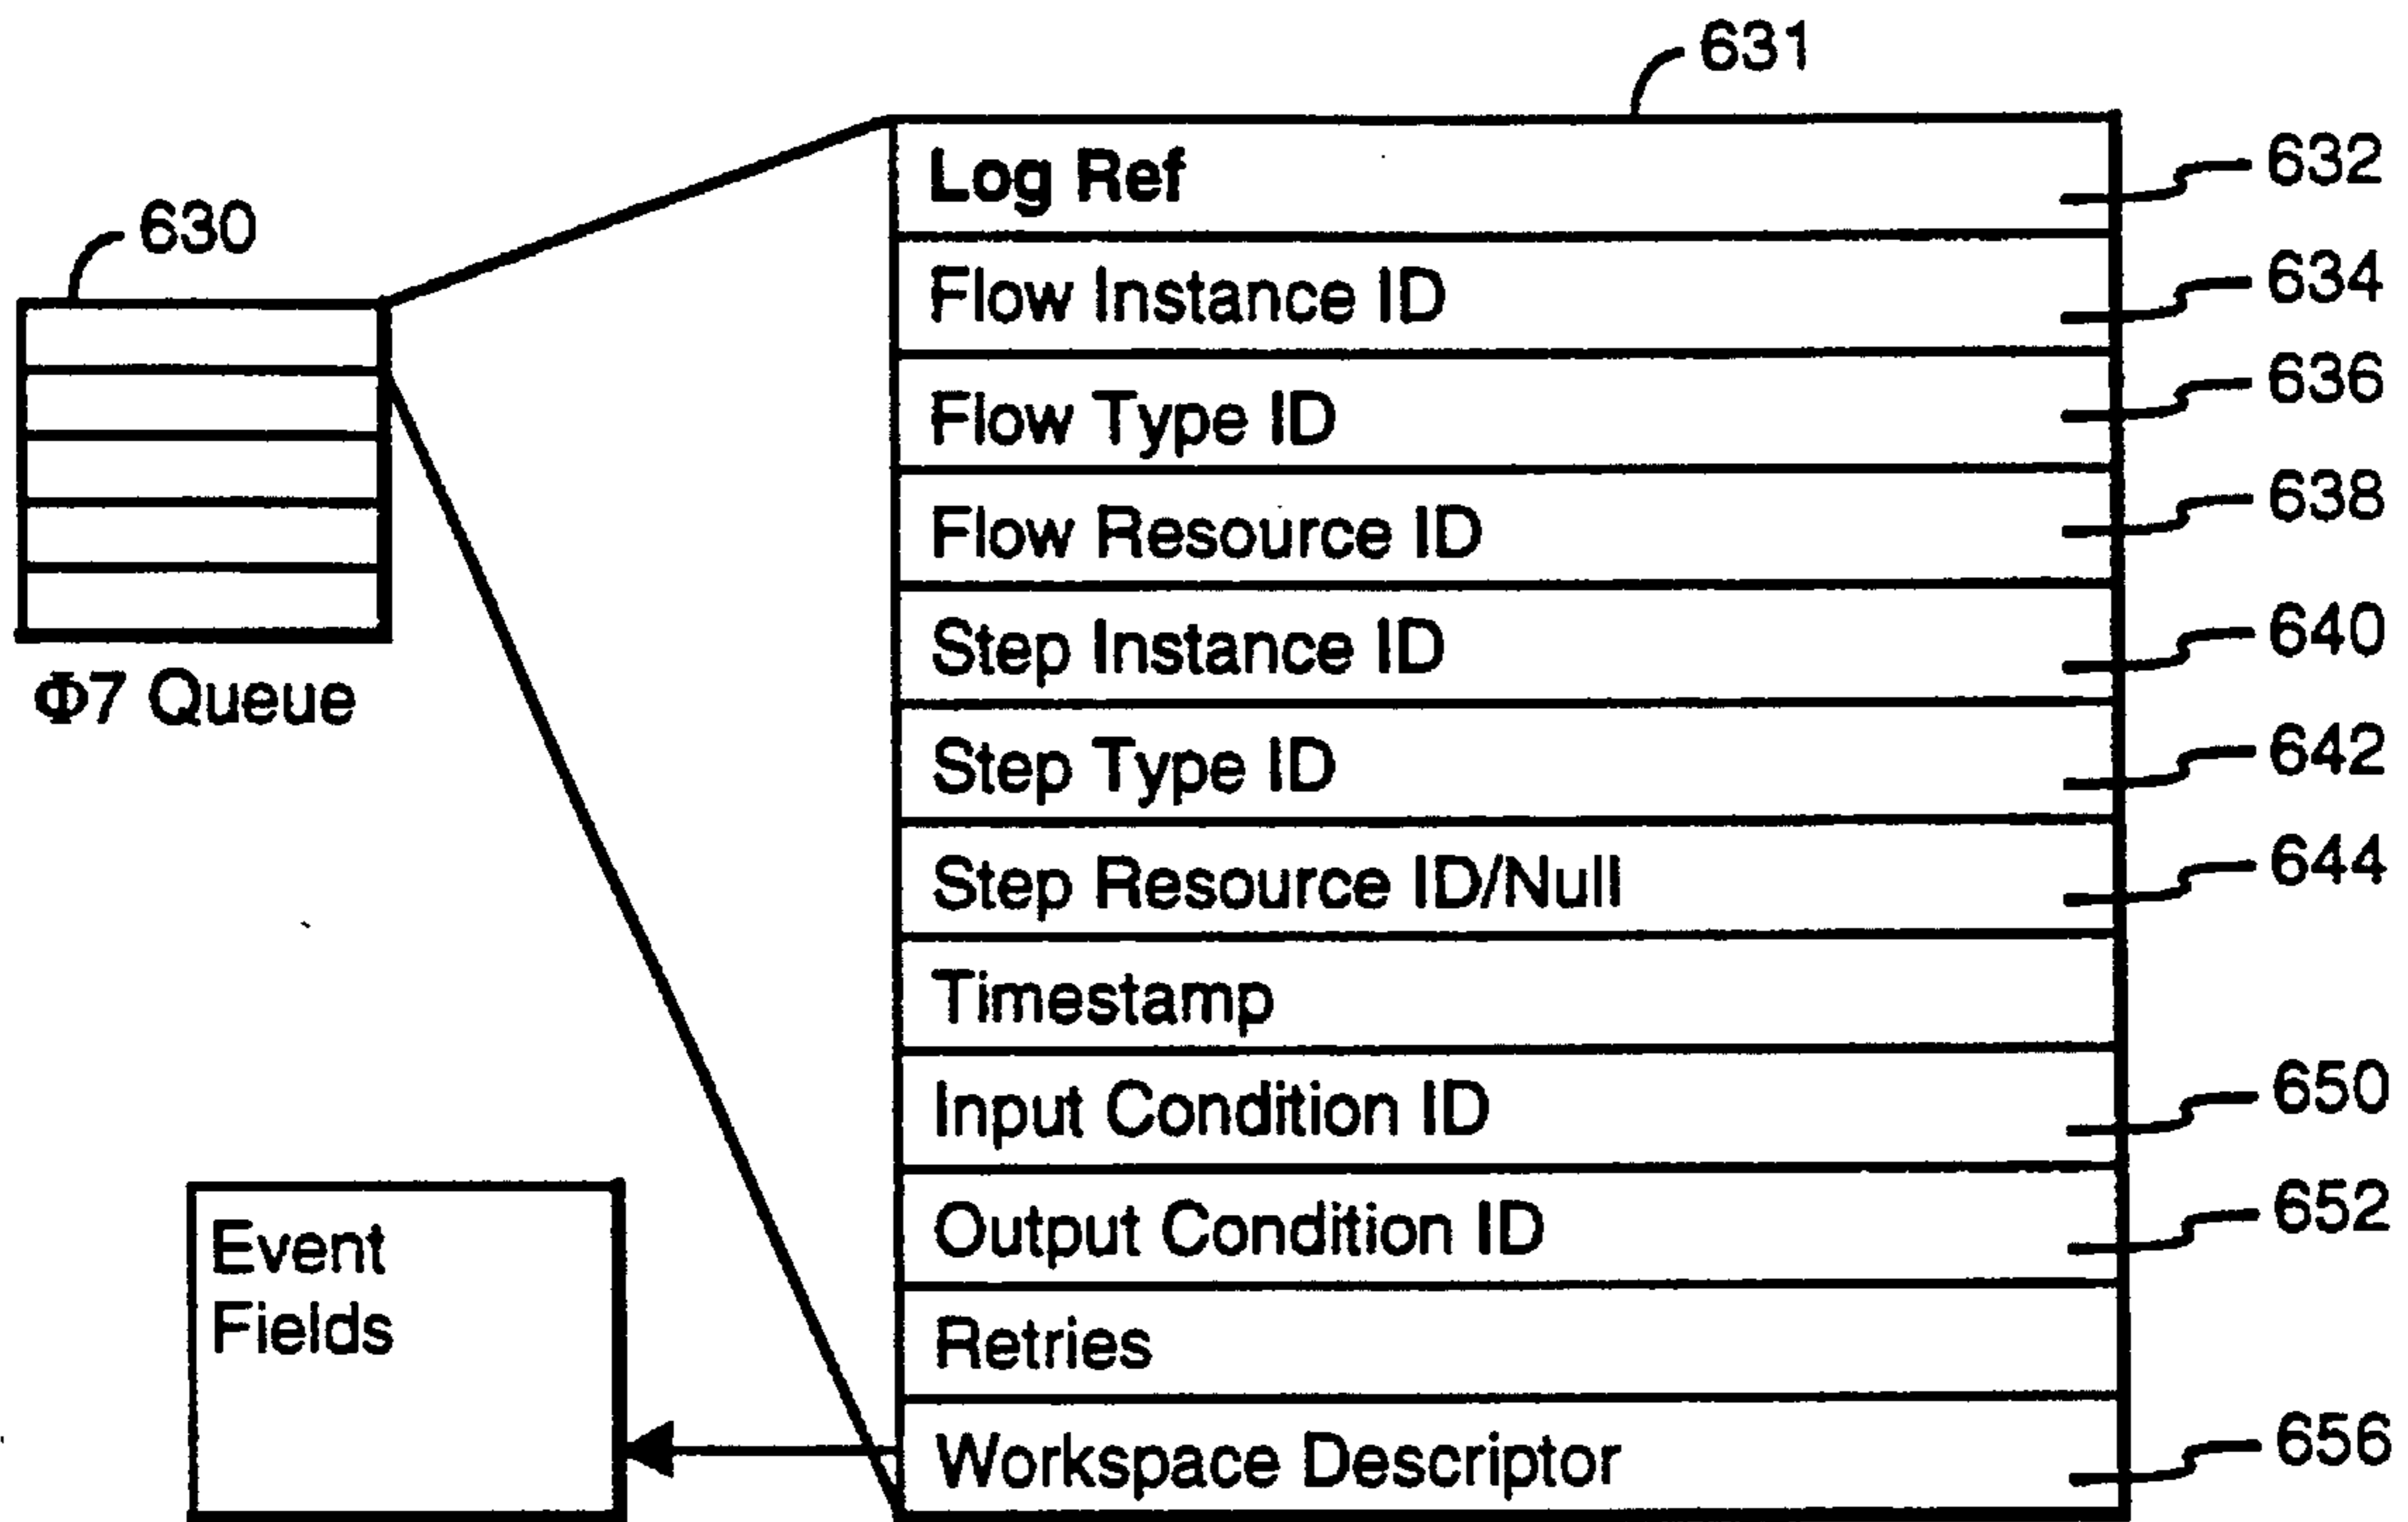 631
Log Ref
632
630
Flow Instance ID
634
Flow Type ID
636
Flow Resource ID
638
Step Instance ID
640
Φ7 Queue
Step Type ID
642
Step Resource ID/Null
644
Timestamp
Input Condition ID
650
Output Condition ID
652
Event
Fields
Retries
Workspace Descriptor
656